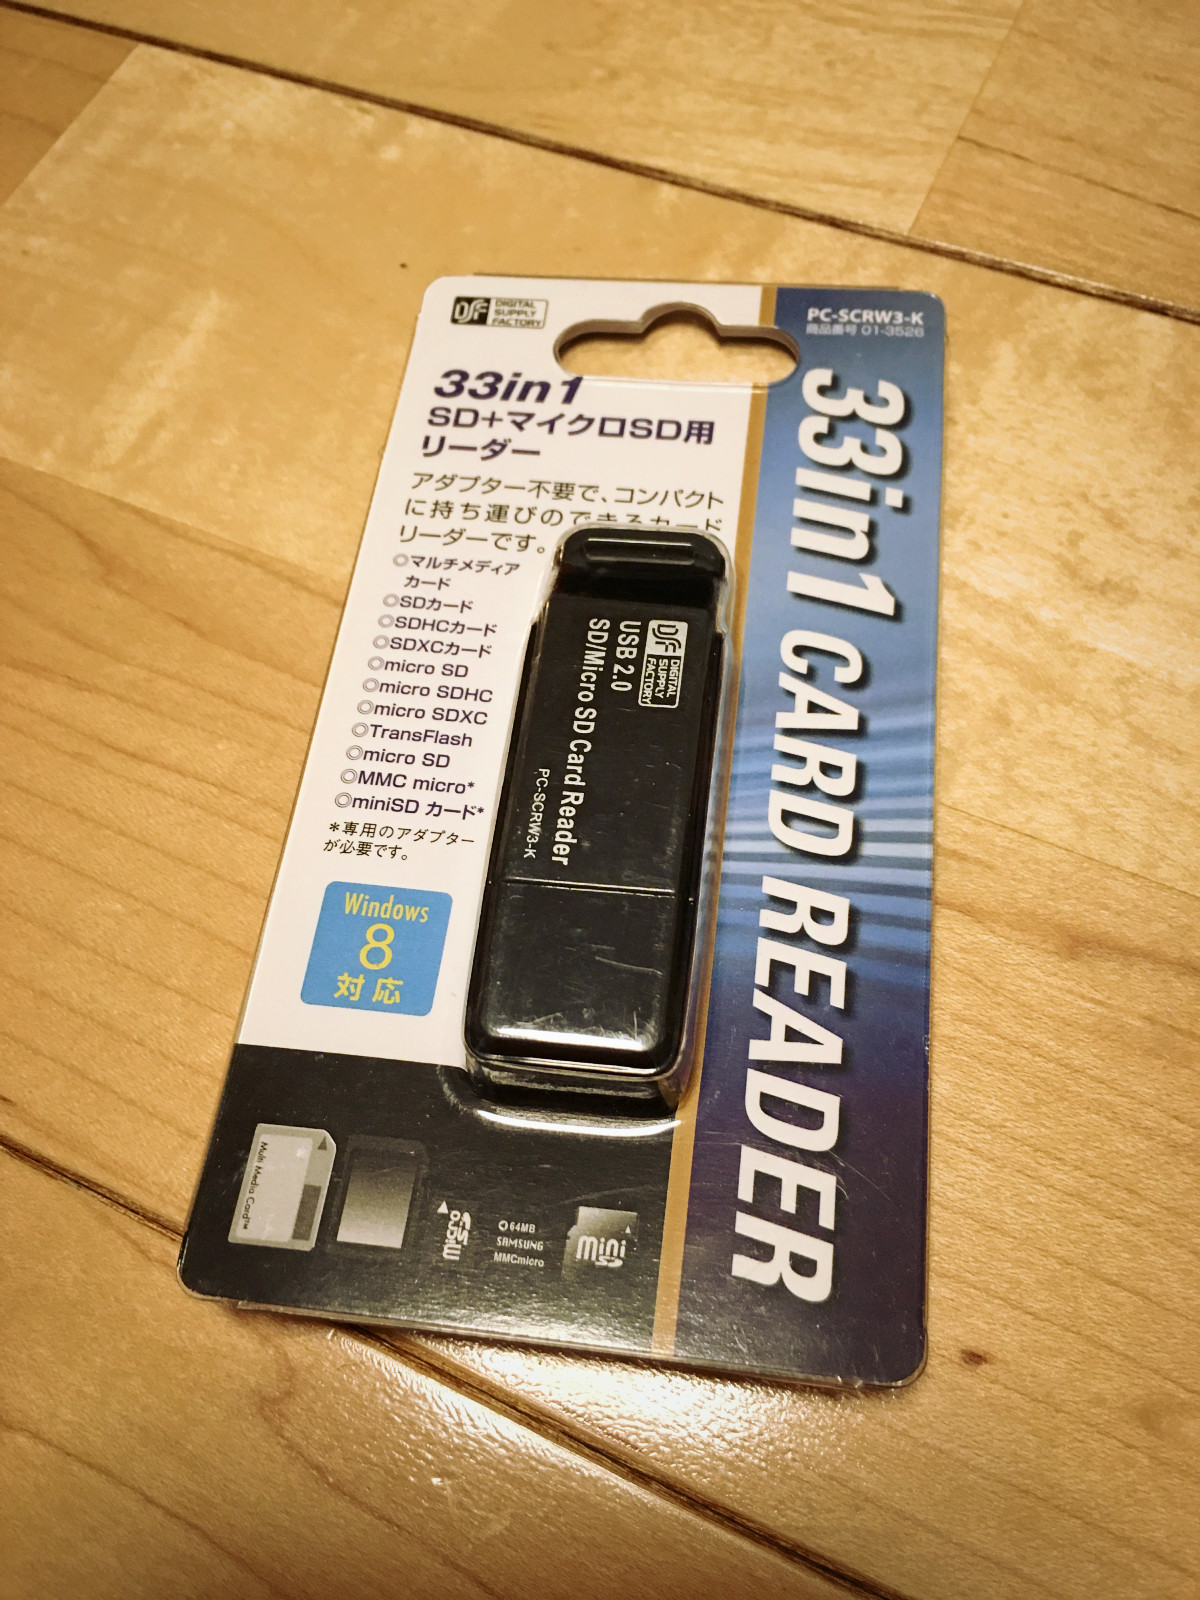 DSF DIGITAL
SUPPLY
FACTORY
33in1
SD+マイクロSD用
リーダー
アダプター不要で、コンパクト
に持ち運びのできるカード
リーダーです。
◎マルチメディア
カード
◎SDカード
◎SDHCカード
◎SDXCカード
◎micro SD
◎micro SDHC
◎micro SDXC
◎TransFlash
◎micro SD
◎MMC micro*
◎miniSD カード*
*専用のアダプター
が必要です。
Windows
8
対応
PC-SCRW3-K
商品番号 01-3526
33in1 CARD READER
DSF DIGITAL
SUPPLY
FACTORY
USB 2.0
SD/Micro SD Card Reader
PC-SCRW3-K
Multi Media Card™
micro
SD
64MB
SAMSUNG
MMCmicro
mini
SD